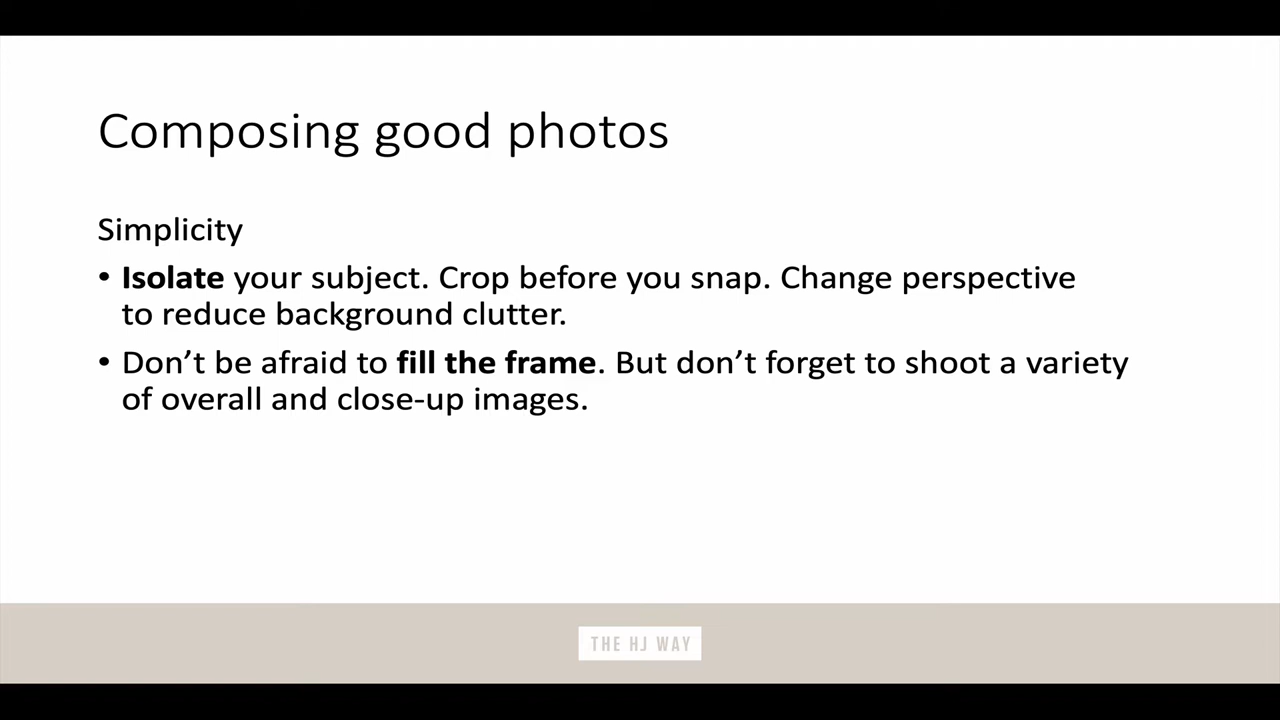 Composing good photos
Simplicity
• Isolate your subject. Crop before you snap. Change perspective
to reduce background clutter.
• Don’t be afraid to fill the frame. But don’t forget to shoot a variety
of overall and close-up images.
THE HJ WAY